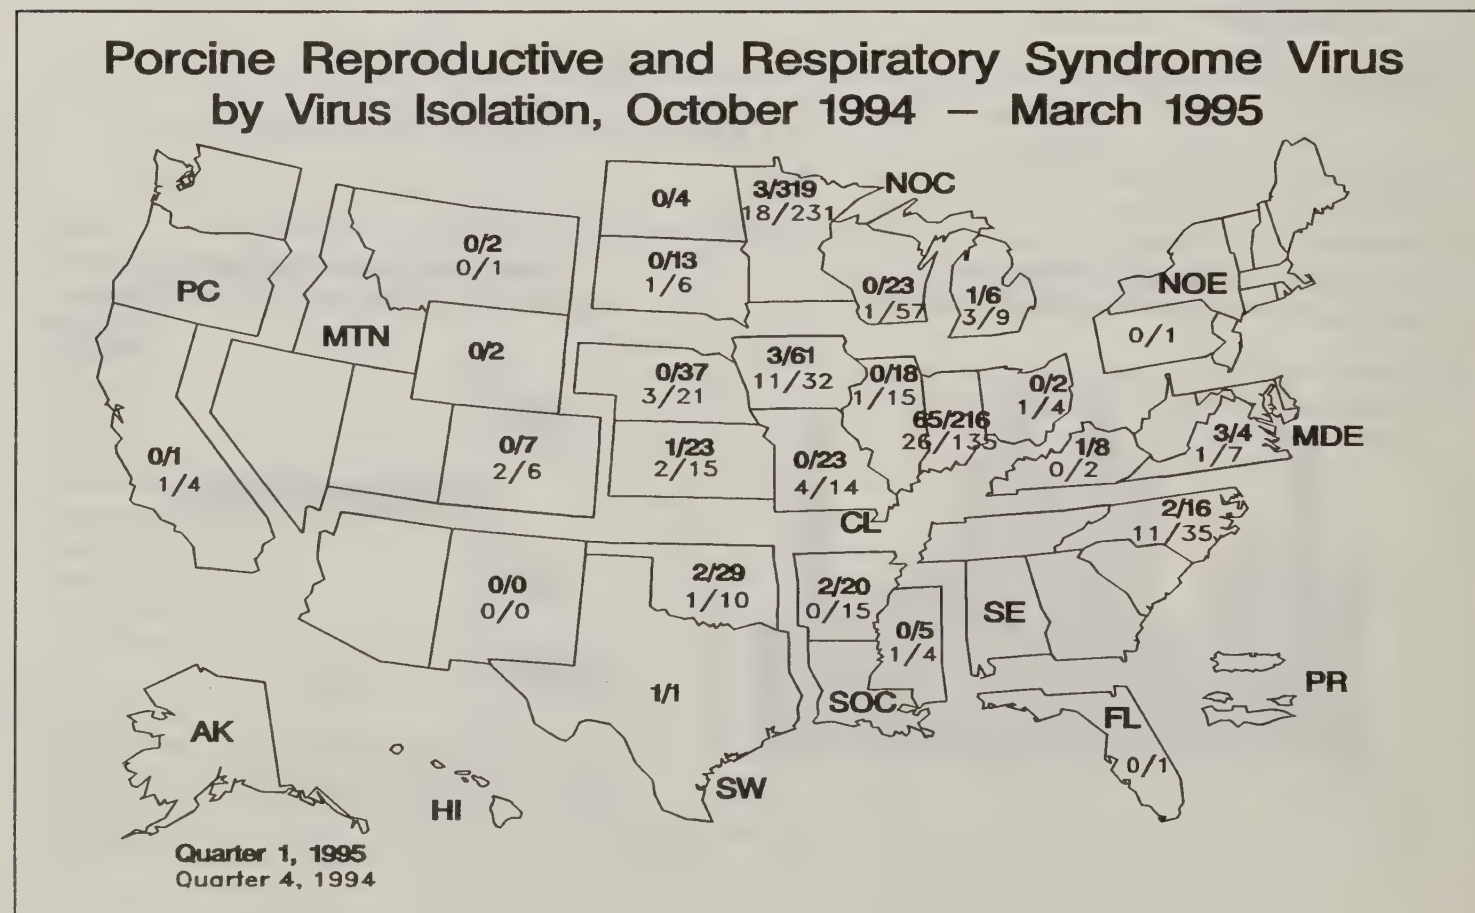 Porcine Reproductive and Respiratory Syndrome Virus
by Virus Isolation, October 1994 – March 1995
NOC
0/4
3/319
18/231
0/2
0/1
0/13
1/6
0/23
1/57
1/6
3/9
NOE
0/1
PC
MTN
0/2
0/37
3/21
3/61
11/32
0/18
1/15
0/2
1/4
65/216
26/135
0/1
1/4
0/7
2/6
1/23
2/15
0/23
4/14
1/8
0/2
3/4
1/7
MDE
CL
2/16
11/35
0/0
0/0
2/29
1/10
2/20
0/15
0/5
1/4
SE
1/1
SOC
PR
FL
0/1
AK
HI
SW
Quarter 1, 1995
Quarter 4, 1994